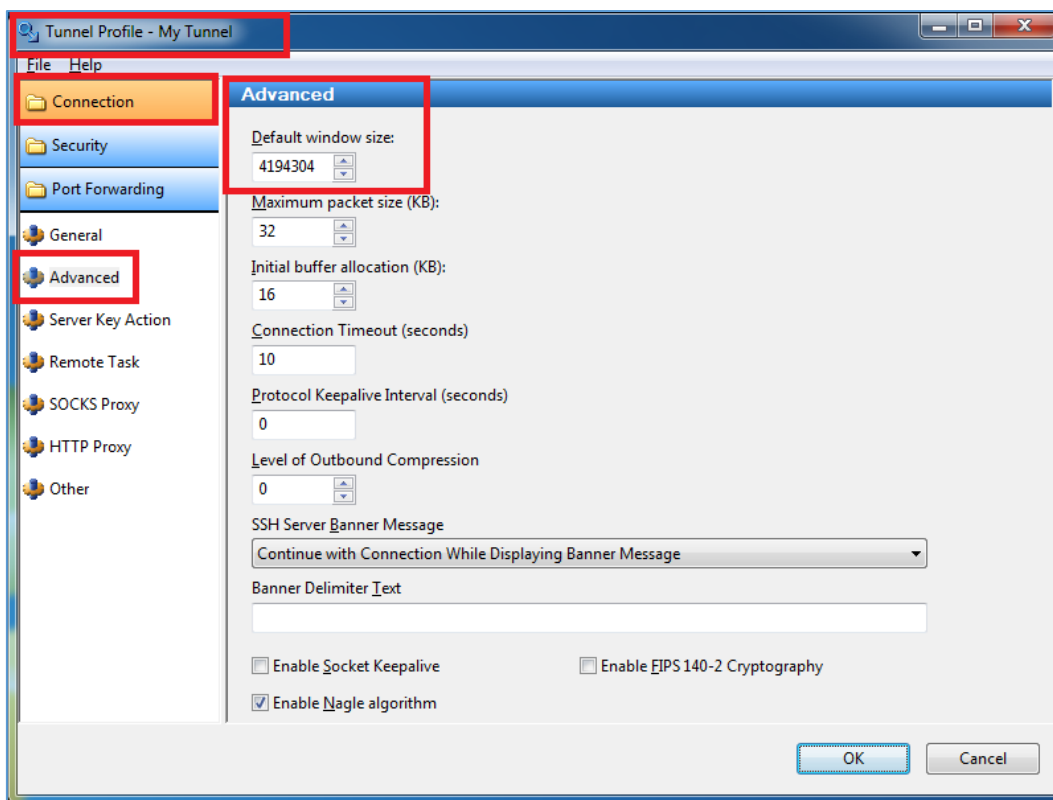 Tunnel Profile - My Tunnel
File Help
Connection
Security
Port Forwarding
General
Advanced
Server Key Action
Remote Task
SOCKS Proxy
HTTP Proxy
Other
Advanced
Default window size:
4194304
Maximum packet size (KB):
32
Initial buffer allocation (KB):
16
Connection Timeout (seconds)
10
Protocol Keepalive Interval (seconds)
0
Level of Outbound Compression
0
SSH Server Banner Message
Continue with Connection While Displaying Banner Message
Banner Delimiter Text
Enable Socket Keepalive
Enable FIPS 140-2 Cryptography
Enable Nagle algorithm
OK
Cancel